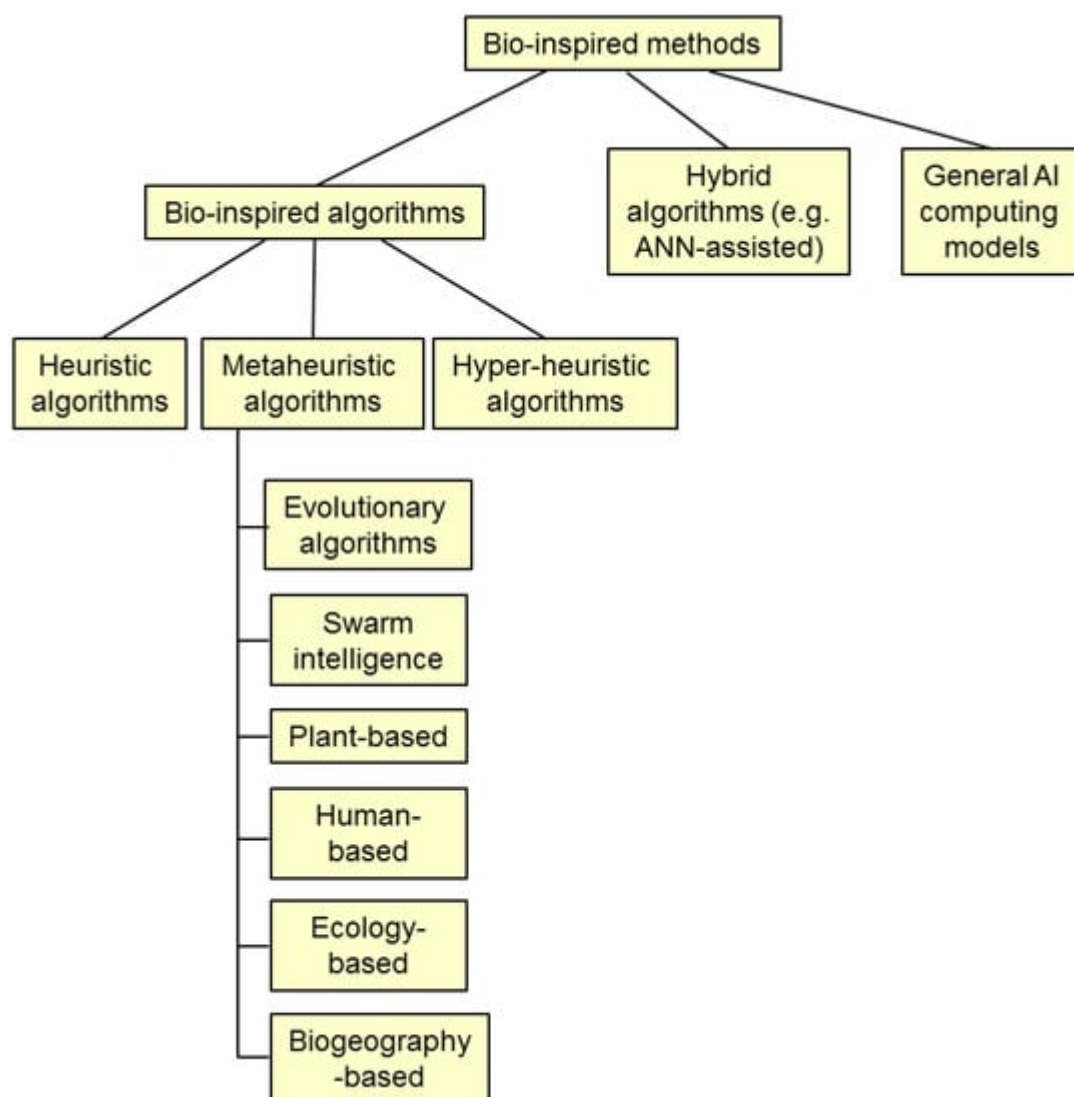 Bio-inspired methods
Hybrid
algorithms (e.g.
ANN-assisted)
General AI
computing
models
Bio-inspired algorithms
Heuristic
algorithms
Metaheuristic
algorithms
Hyper-heuristic
algorithms
Evolutionary
algorithms
Swarm
intelligence
Plant-based
Human-
based
Ecology-
based
Biogeography
-based